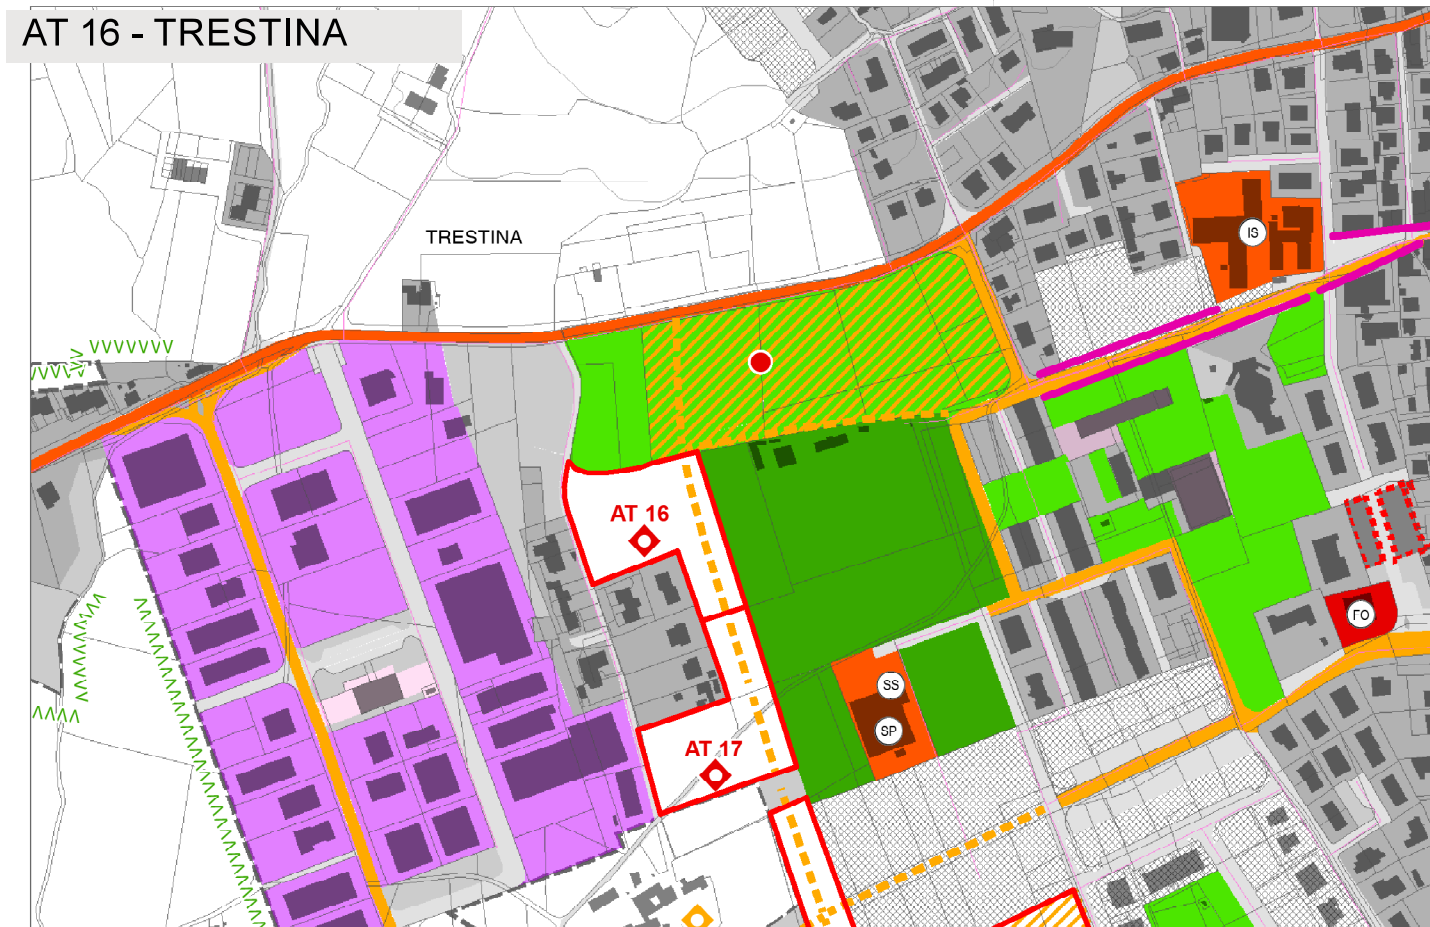 AT 16 - TRESTINA
TRESTINA
IS
AT 16
FO
SS
SP
AT 17